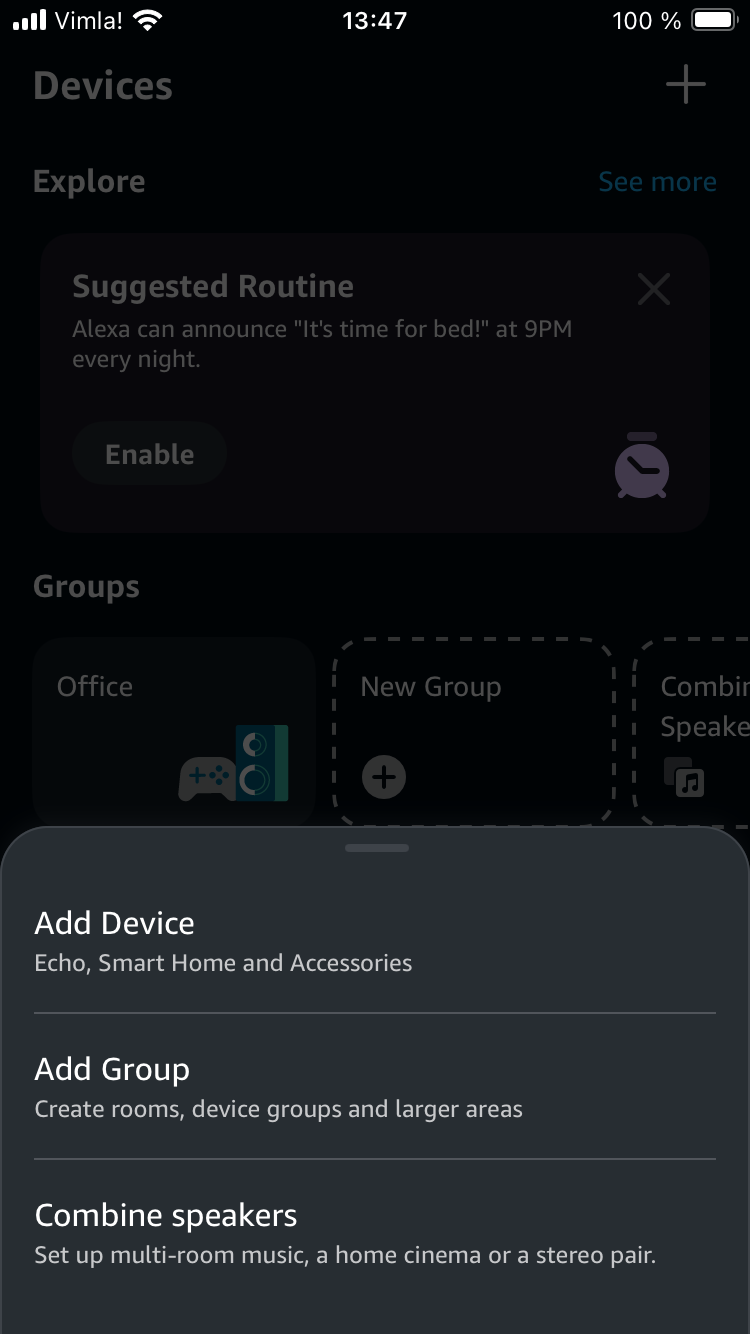 Vimla! 13:47 100 %
Devices
Explore See more
Suggested Routine
Alexa can announce "It's time for bed!" at 9PM
every night.
Enable
Groups
Office New Group Combin
Speake
Add Device
Echo, Smart Home and Accessories
Add Group
Create rooms, device groups and larger areas
Combine speakers
Set up multi-room music, a home cinema or a stereo pair.